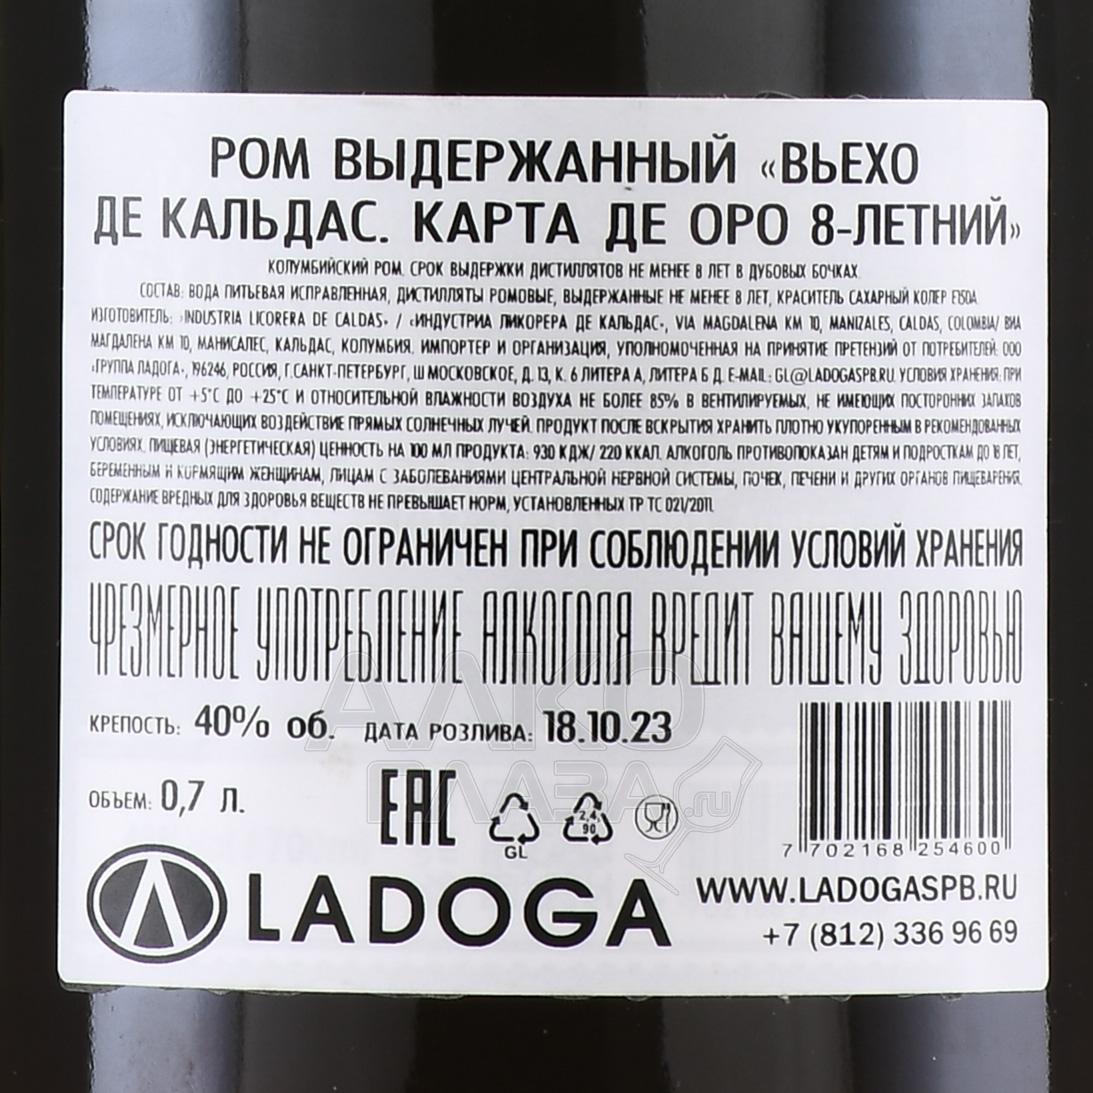 РОМ ВЫДЕРЖАННЫЙ «ВЬЕХО
ДЕ КАЛЬДАС. КАРТА ДЕ ОРО 8-ЛЕТНИЙ»
КОЛУМБИЙСКИЙ РОМ. СРОК ВЫДЕРЖКИ ДИСТИЛЛЯТОВ НЕ МЕНЕЕ 8 ЛЕТ В ДУБОВЫХ БОЧКАХ.
СОСТАВ: ВОДА ПИТЬЕВАЯ ИСПРАВЛЕННАЯ, ДИСТИЛЛЯТЫ РОМОВЫЕ, ВЫДЕРЖАННЫЕ НЕ МЕНЕЕ 8 ЛЕТ, КРАСИТЕЛЬ САХАРНЫЙ КОЛЕР Е150А.
ИЗГОТОВИТЕЛЬ: «INDUSTRIA LICORERA DE CALDAS» / «ИНДУСТРИА ЛИКОРЕРА ДЕ КАЛЬДАС», VIA MAGDALENA KM 10, MANIZALES, CALDAS, COLOMBIA/ ВИА
МАГДАЛЕНА КМ 10, МАНИСАЛЕС, КАЛЬДАС, КОЛУМБИЯ. ИМПОРТЕР И ОРГАНИЗАЦИЯ, УПОЛНОМОЧЕННАЯ НА ПРИНЯТИЕ ПРЕТЕНЗИЙ ОТ ПОТРЕБИТЕЛЕЙ: ООО
«ГРУППА ЛАДОГА», 196246, РОССИЯ, Г.САНКТ-ПЕТЕРБУРГ, Ш МОСКОВСКОЕ, Д. 13, К. 6 ЛИТЕРА А, ЛИТЕРА Б Д. E-MAIL: GL@LADOGASPB.RU. УСЛОВИЯ ХРАНЕНИЯ: ПРИ
ТЕМПЕРАТУРЕ ОТ +5°С ДО +25°С И ОТНОСИТЕЛЬНОЙ ВЛАЖНОСТИ ВОЗДУХА НЕ БОЛЕЕ 85% В ВЕНТИЛИРУЕМЫХ, НЕ ИМЕЮЩИХ ПОСТОРОННИХ ЗАПАХОВ
ПОМЕЩЕНИЯХ, ИСКЛЮЧАЮЩИХ ВОЗДЕЙСТВИЕ ПРЯМЫХ СОЛНЕЧНЫХ ЛУЧЕЙ. ПРОДУКТ ПОСЛЕ ВСКРЫТИЯ ХРАНИТЬ ПЛОТНО УКУПОРЕННЫМ В РЕКОМЕНДОВАННЫХ
УСЛОВИЯХ. ПИЩЕВАЯ (ЭНЕРГЕТИЧЕСКАЯ) ЦЕННОСТЬ НА 100 МЛ ПРОДУКТА: 930 КДЖ/ 220 ККАЛ. АЛКОГОЛЬ ПРОТИВОПОКАЗАН ДЕТЯМ И ПОДРОСТКАМ ДО 18 ЛЕТ,
БЕРЕМЕННЫМ И КОРМЯЩИМ ЖЕНЩИНАМ, ЛИЦАМ С ЗАБОЛЕВАНИЯМИ ЦЕНТРАЛЬНОЙ НЕРВНОЙ СИСТЕМЫ, ПОЧЕК, ПЕЧЕНИ И ДРУГИХ ОРГАНОВ ПИЩЕВАРЕНИЯ.
СОДЕРЖАНИЕ ВРЕДНЫХ ДЛЯ ЗДОРОВЬЯ ВЕЩЕСТВ НЕ ПРЕВЫШАЕТ НОРМ, УСТАНОВЛЕННЫХ ТР ТС 021/2011.
СРОК ГОДНОСТИ НЕ ОГРАНИЧЕН ПРИ СОБЛЮДЕНИИ УСЛОВИЙ ХРАНЕНИЯ
ЧРЕЗМЕРНОЕ УПОТРЕБЛЕНИЕ АЛКОГОЛЯ ВРЕДИТ ВАШЕМУ ЗДОРОВЬЮ
КРЕПОСТЬ: 40% об. ДАТА РОЗЛИВА: 18.10.23
ОБЪЕМ: 0,7 л.
EAC
GL
2,4,
90
АЛКО
ПЛАЗА.ru
7 702168 254600
LADOGA
WWW.LADOGASPB.RU
+7 (812) 336 96 69